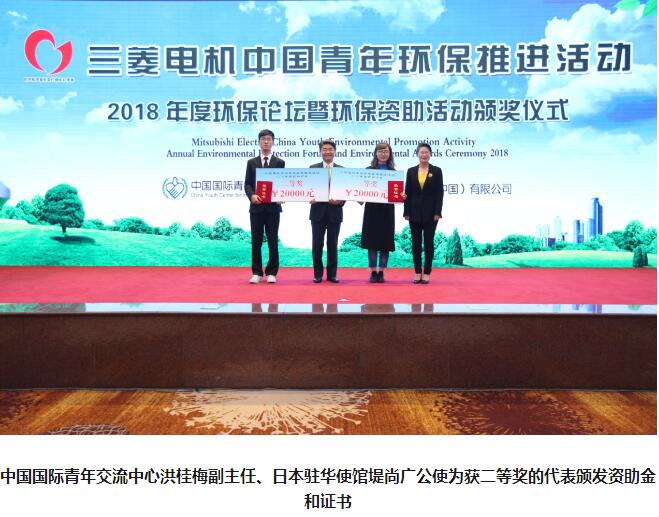 三菱电机中国青年环保推进活动
2018 年度环保论坛暨环保资助活动颁奖仪式
Mitsubishi Electric China Youth Environmental Promotion Activity
Annual Environmental Protection Forum and Environmental Awards Ceremony 2018
中国国际青 中国）有限公司
China Youth Center for
二等奖 二等奖
￥20000元 ￥20000元
中国国际青年交流中心洪桂梅副主任、日本驻华使馆堤尚广公使为获二等奖的代表颁发资助金
和证书